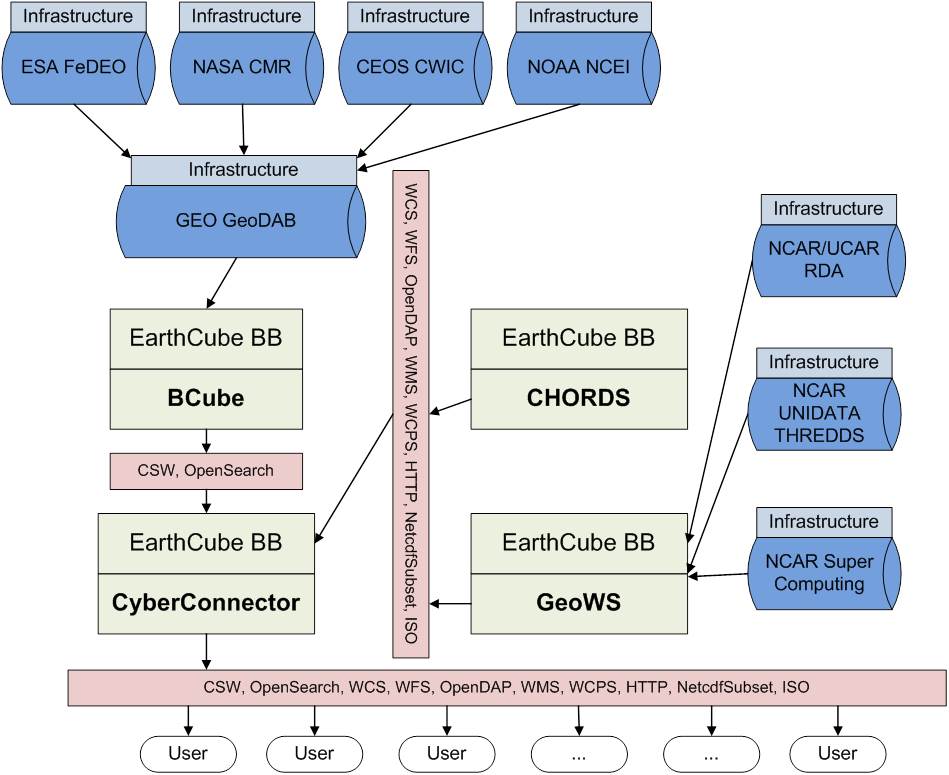 Infrastructure
ESA FeDEO
Infrastructure
NASA CMR
Infrastructure
CEOS CWIC
Infrastructure
NOAA NCEI
Infrastructure
GEO GeoDAB
WCS, WFS, OpenDAP, WMS, WCPS, HTTP, NetcdfSubset, ISO
Infrastructure
NCAR/UCAR
RDA
EarthCube BB
BCube
EarthCube BB
CHORDS
Infrastructure
NCAR
UNIDATA
THREDDS
CSW, OpenSearch
EarthCube BB
CyberConnector
EarthCube BB
GeoWS
Infrastructure
NCAR Super
Computing
CSW, OpenSearch, WCS, WFS, OpenDAP, WMS, WCPS, HTTP, NetcdfSubset, ISO
User
User
User
...
...
User